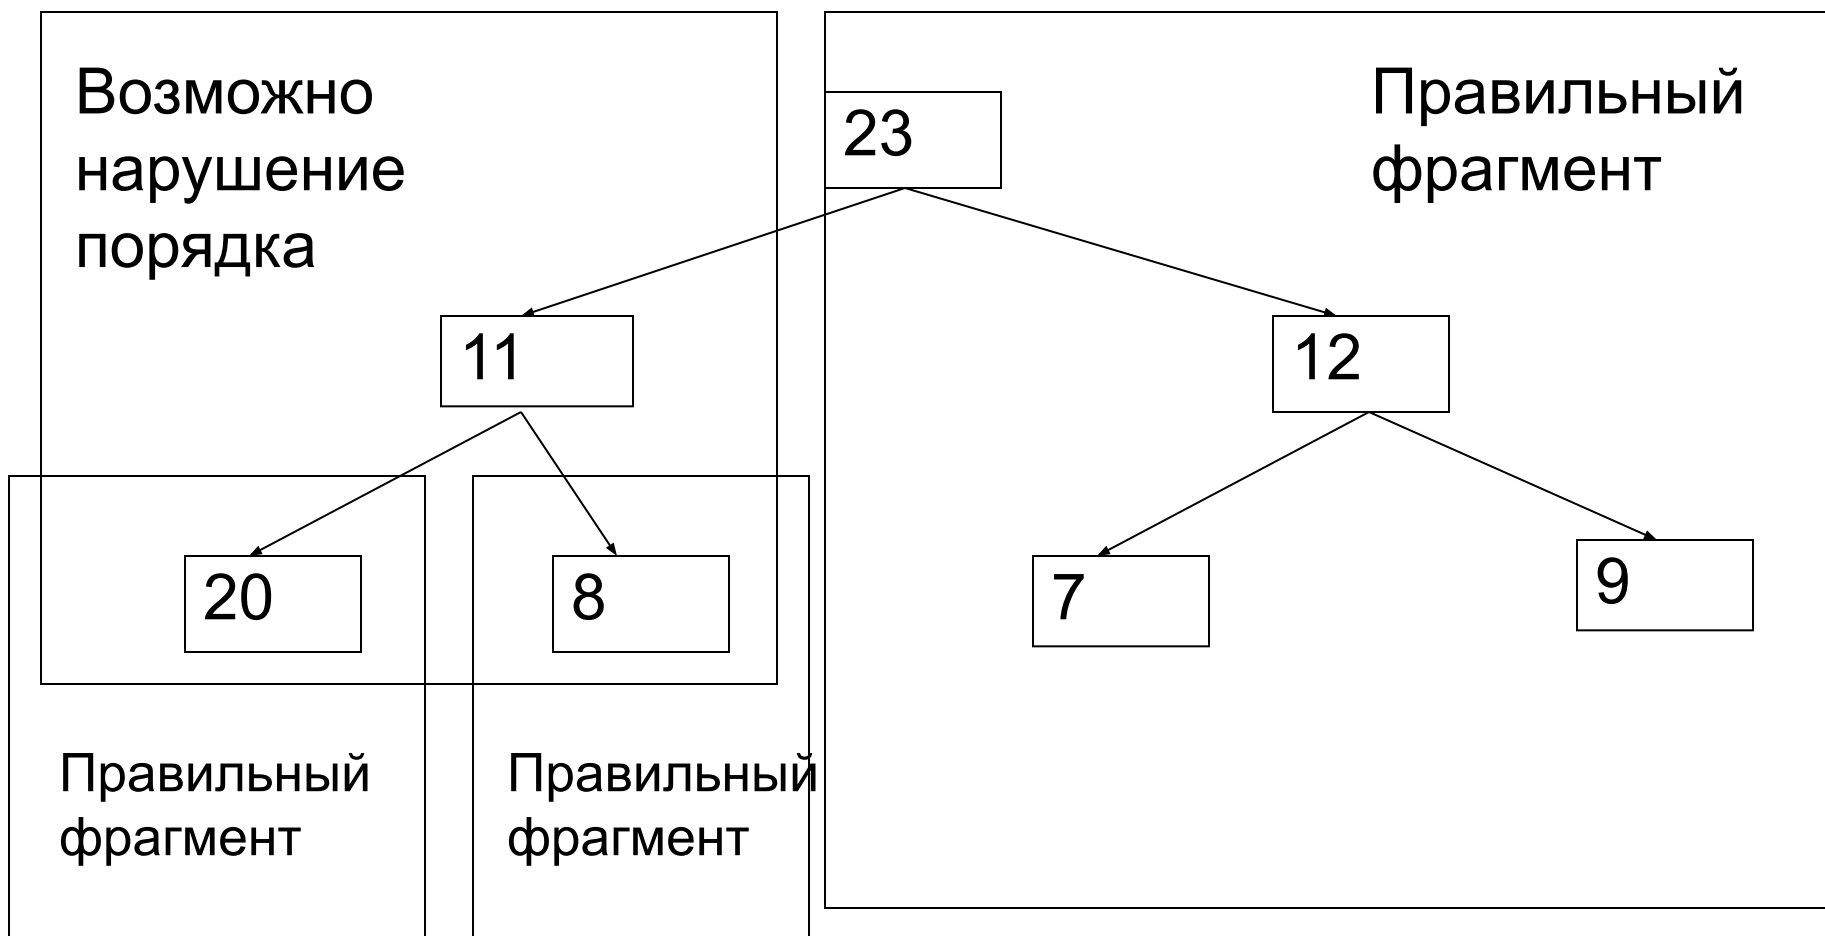 Возможно
нарушение
порядка
23
Правильный
фрагмент
11
12
20
8
7
9
Правильный
фрагмент
Правильный
фрагмент